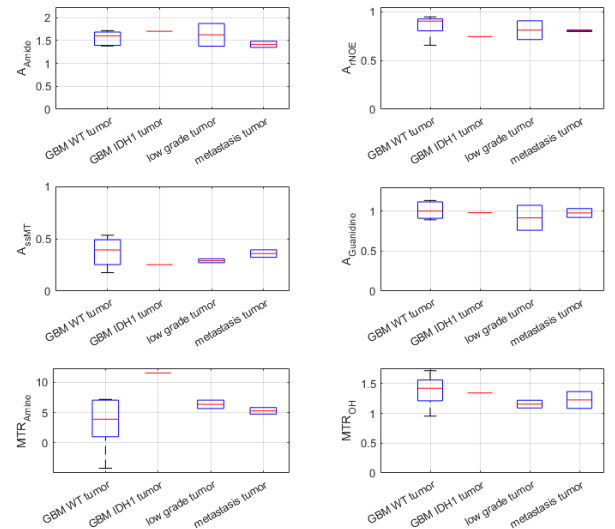 A_Amide
2
1.5
1
0.5
0
GBM WT tumor
GBM IDH1 tumor
low grade tumor
metastasis tumor
A_rNOE
1
0.5
0
GBM WT tumor
GBM IDH1 tumor
low grade tumor
metastasis tumor
A_ssMT
1
0.5
0
GBM WT tumor
GBM IDH1 tumor
low grade tumor
metastasis tumor
A_Guanidine
1
0.5
0
GBM WT tumor
GBM IDH1 tumor
low grade tumor
metastasis tumor
MTR_Amine
10
5
0
GBM WT tumor
GBM IDH1 tumor
low grade tumor
metastasis tumor
MTR_OH
1.5
1
0.5
0
GBM WT tumor
GBM IDH1 tumor
low grade tumor
metastasis tumor